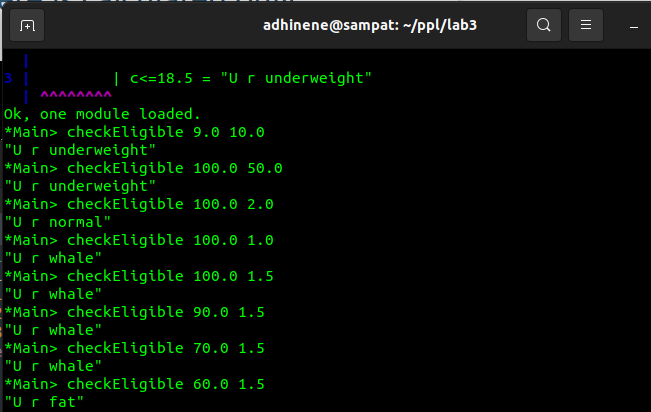 adhinene@sampat: ~/ppl/lab3
|
3 | | c<=18.5 = "U r underweight"
| ^^^^^^^^
Ok, one module loaded.
*Main> checkEligible 9.0 10.0
"U r underweight"
*Main> checkEligible 100.0 50.0
"U r underweight"
*Main> checkEligible 100.0 2.0
"U r normal"
*Main> checkEligible 100.0 1.0
"U r whale"
*Main> checkEligible 100.0 1.5
"U r whale"
*Main> checkEligible 90.0 1.5
"U r whale"
*Main> checkEligible 70.0 1.5
"U r whale"
*Main> checkEligible 60.0 1.5
"U r fat"